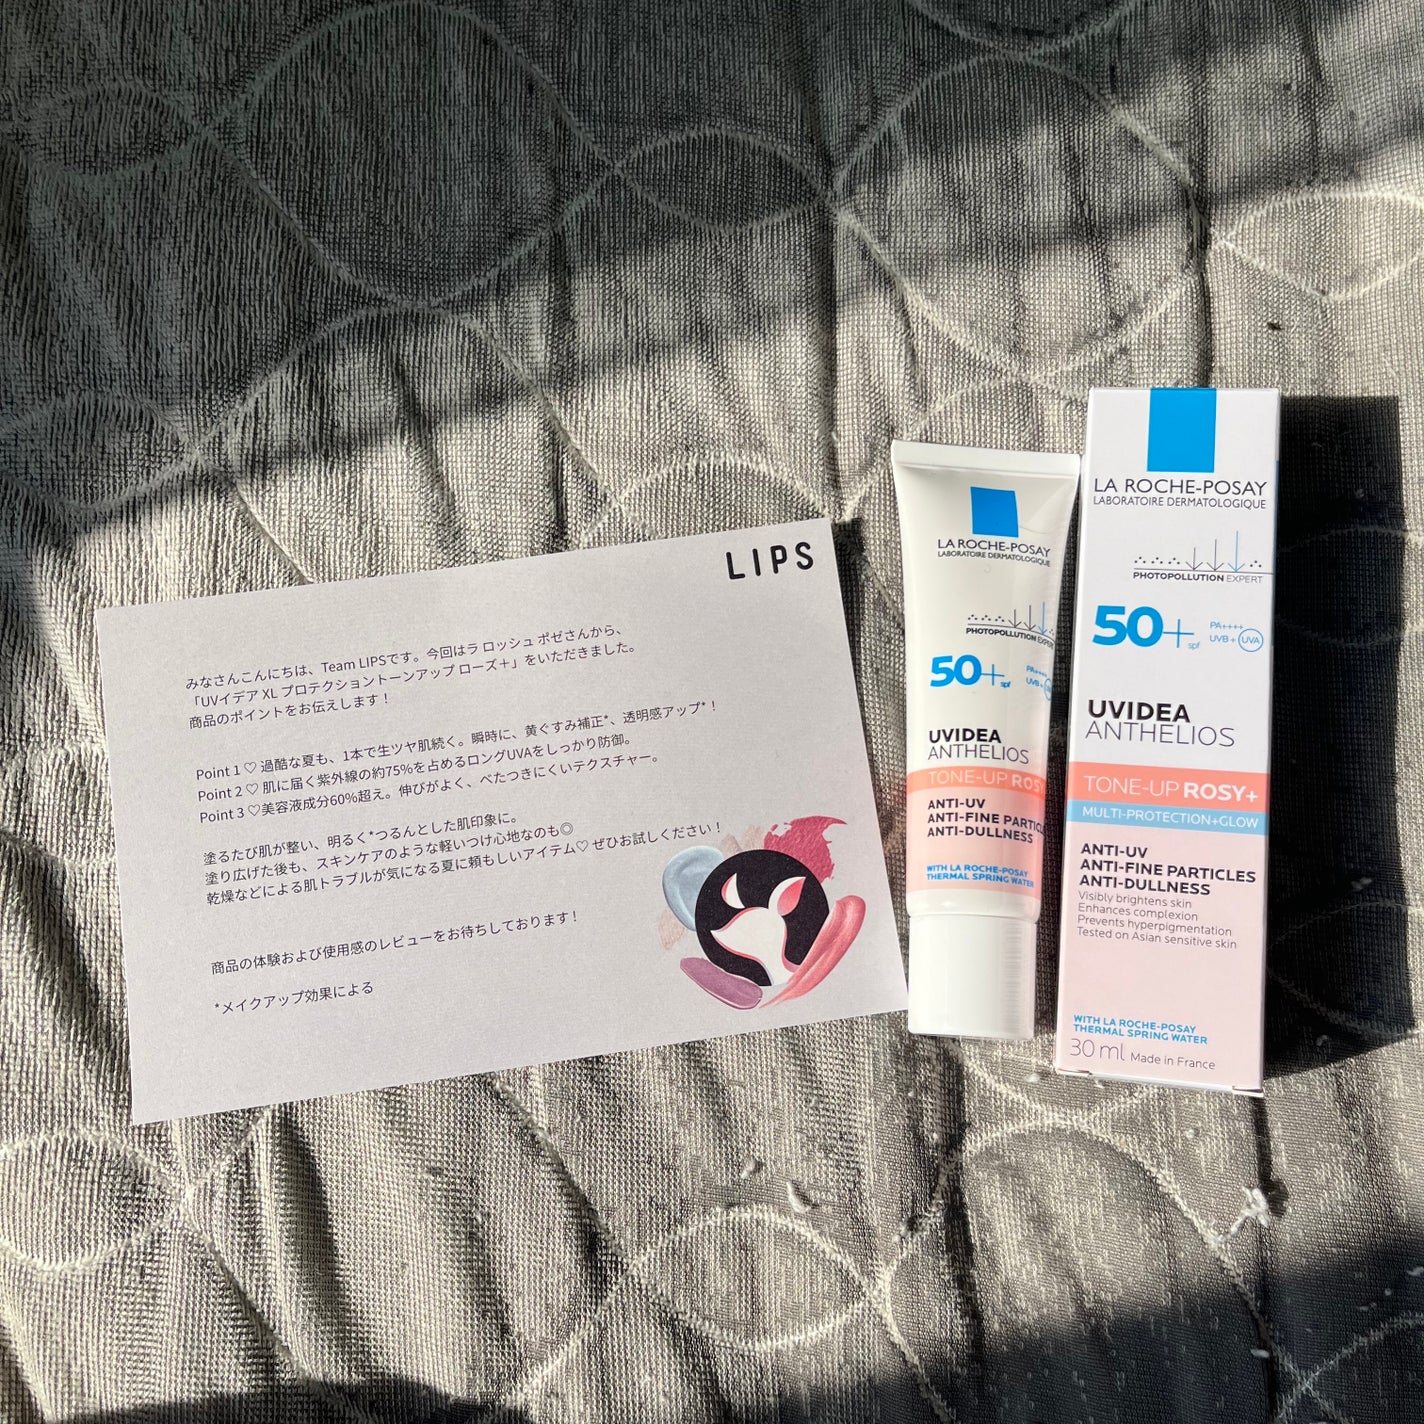 LIPS
みなさんこんにちは、Team LIPSです。今回はラ ロッシュ ポゼさんから、
「UVイデア XL プロテクショントーンアップ ローズ＋」をいただきました。
商品のポイントをお伝えします！
Point 1 ♡ 過酷な夏も、1本で生ツヤ肌続く。瞬時に、黄ぐすみ補正*、透明感アップ*！
Point 2 ♡ 肌に届く紫外線の約75%を占めるロングUVAをしっかり防御。
Point 3 ♡美容液成分60%超え。伸びがよく、べたつきにくいテクスチャー。
塗るたび肌が整い、明るく*つるんとした肌印象に。
塗り広げた後も、スキンケアのような軽いつけ心地なのも◎
乾燥などによる肌トラブルが気になる夏に頼もしいアイテム♡ ぜひお試しください！
商品の体験および使用感のレビューをお待ちしております！
*メイクアップ効果による
LA ROCHE-POSAY
LABORATOIRE DERMATOLOGIQUE
PHOTOPOLLUTION EXPERT
50+ spf
PA++++
UVB +
UVIDEA
ANTHELIOS
TONE-UP ROSY
ANTI-UV
ANTI-FINE PARTICL
ANTI-DULLNESS
WITH LA ROCHE-POSAY
THERMAL SPRING WATER
LA ROCHE-POSAY
LABORATOIRE DERMATOLOGIQUE
PHOTOPOLLUTION EXPERT
50+ spf
PA++++
UVB + UVA
UVIDEA
ANTHELIOS
TONE-UP ROSY+
MULTI-PROTECTION+GLOW
ANTI-UV
ANTI-FINE PARTICLES
ANTI-DULLNESS
Visibly brightens skin
Enhances complexion
Prevents hyperpigmentation
Tested on Asian sensitive skin
WITH LA ROCHE-POSAY
THERMAL SPRING WATER
30 ml Made in France